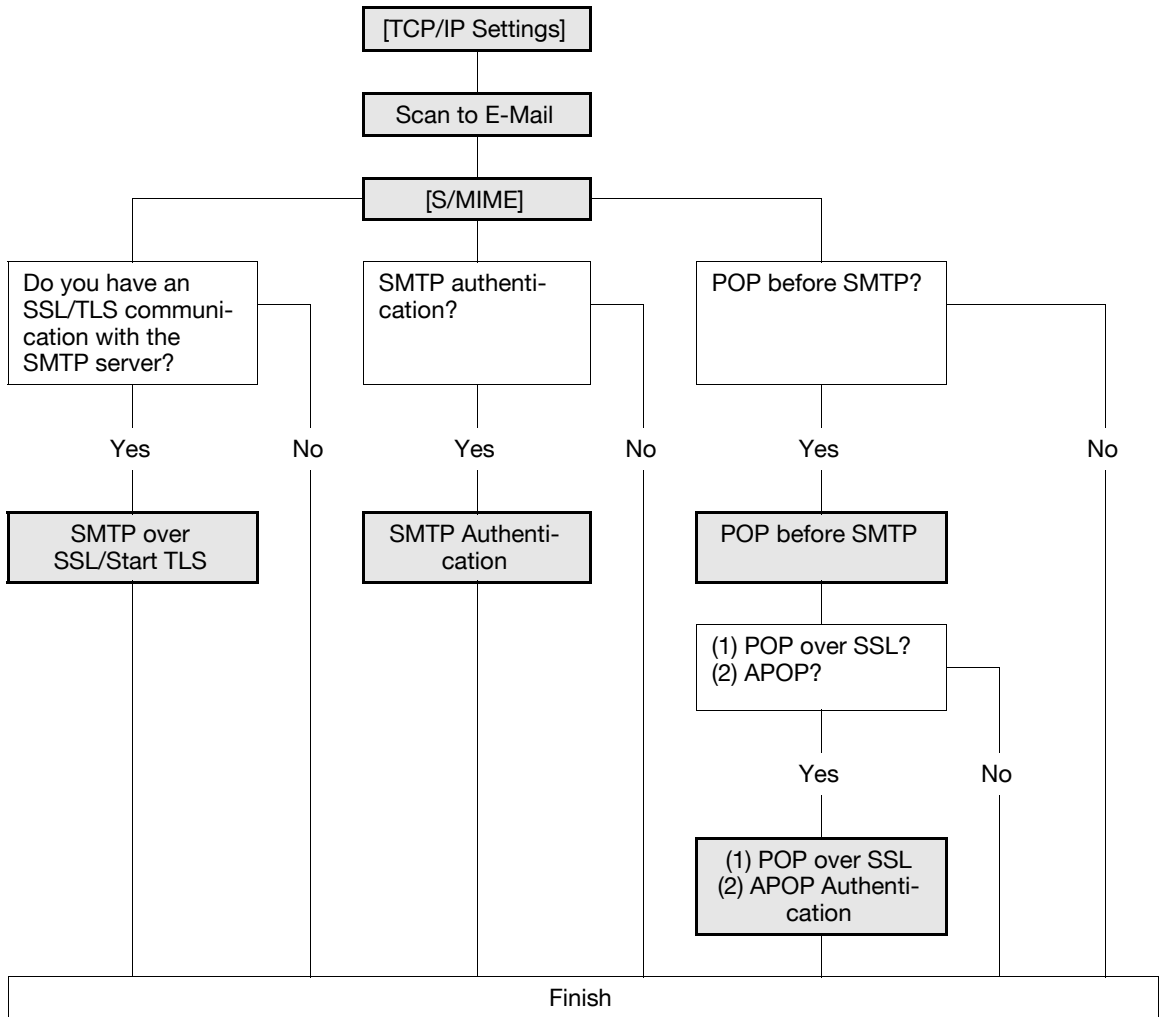 [TCP/IP Settings]
Scan to E-Mail
[S/MIME]
Do you have an
SSL/TLS communi-
cation with the
SMTP server?
SMTP authenti-
cation?
POP before SMTP?
Yes
No
Yes
No
Yes
No
SMTP over
SSL/Start TLS
SMTP Authenti-
cation
POP before SMTP
(1) POP over SSL?
(2) APOP?
Yes
No
(1) POP over SSL
(2) APOP Authenti-
cation
Finish